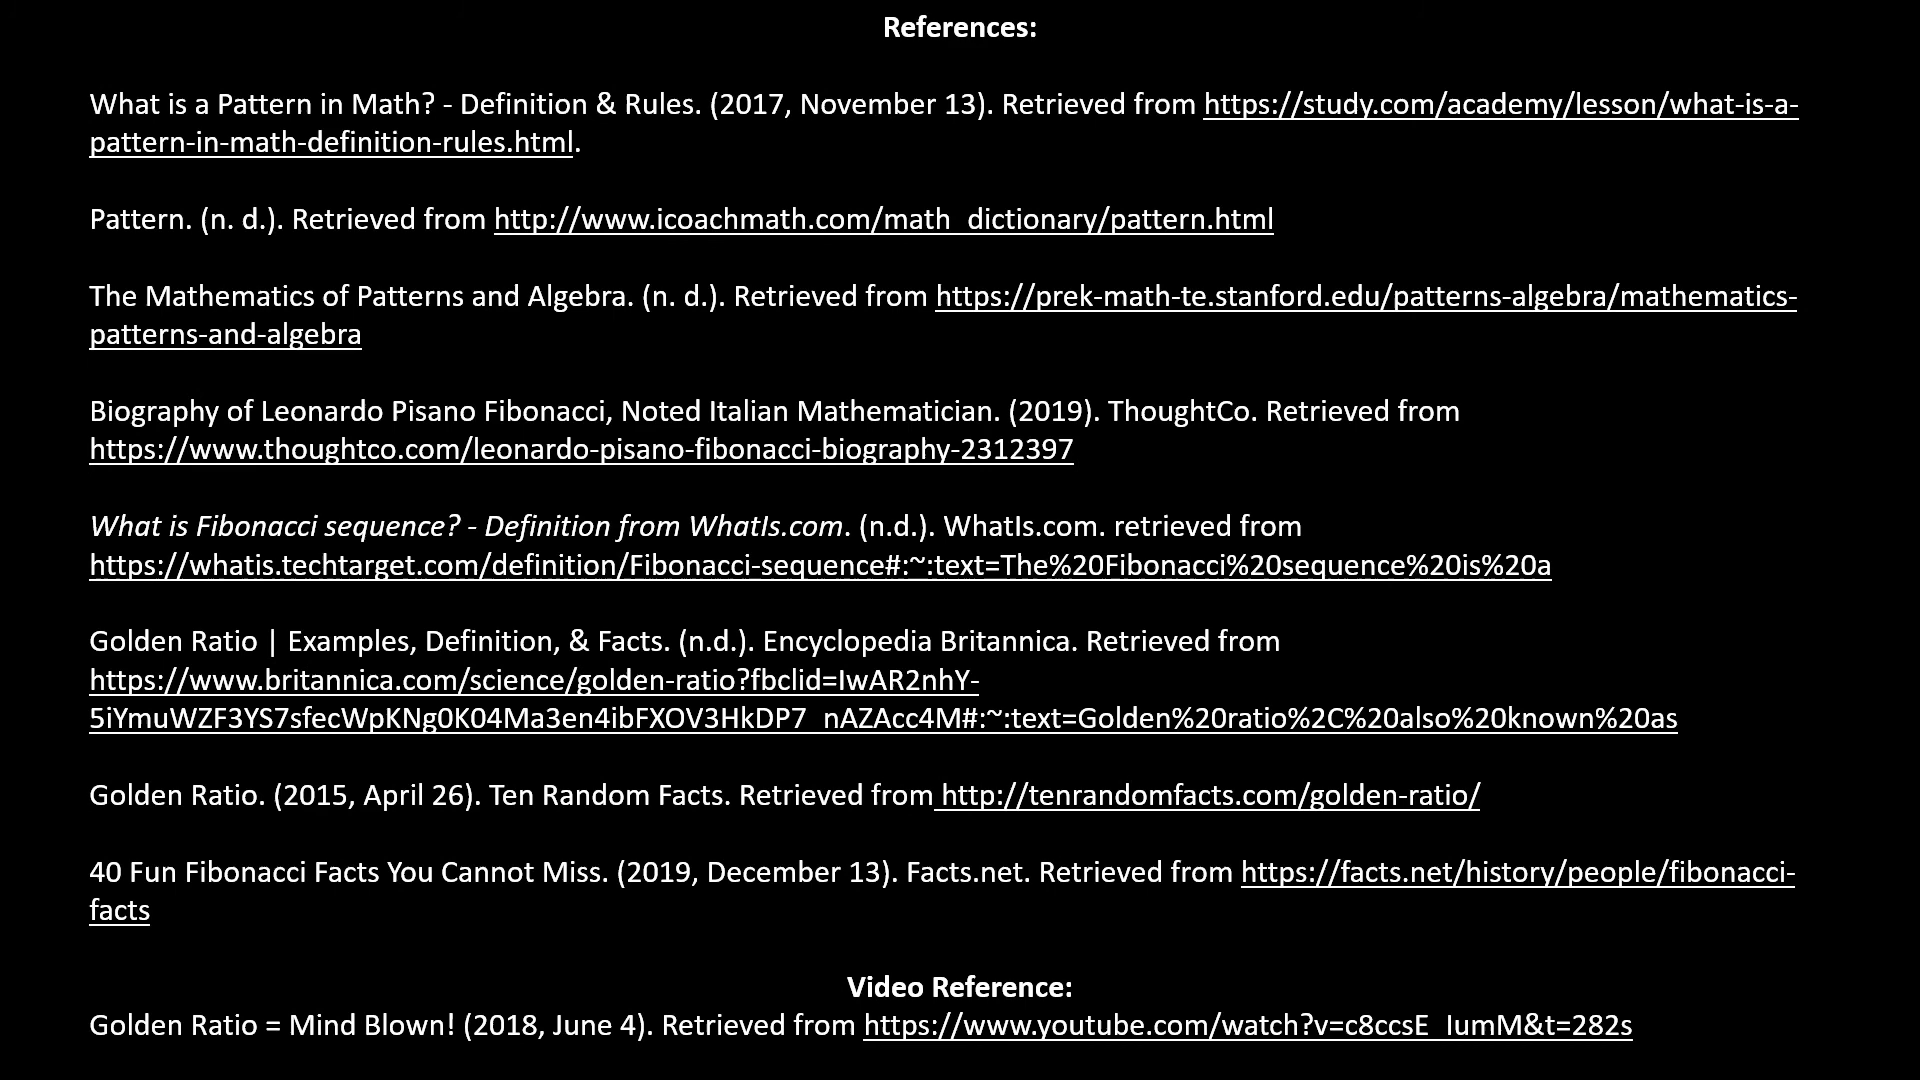 References:
What is a Pattern in Math? - Definition & Rules. (2017, November 13). Retrieved from https://study.com/academy/lesson/what-is-a-
pattern-in-math-definition-rules.html.
Pattern. (n. d.). Retrieved from http://www.icoachmath.com/math_dictionary/pattern.html
The Mathematics of Patterns and Algebra. (n. d.). Retrieved from https://prek-math-te.stanford.edu/patterns-algebra/mathematics-
patterns-and-algebra
Biography of Leonardo Pisano Fibonacci, Noted Italian Mathematician. (2019). ThoughtCo. Retrieved from
https://www.thoughtco.com/leonardo-pisano-fibonacci-biography-2312397
What is Fibonacci sequence? - Definition from WhatIs.com. (n.d.). WhatIs.com. retrieved from
https://whatis.techtarget.com/definition/Fibonacci-sequence#:~:text=The%20Fibonacci%20sequence%20is%20a
Golden Ratio | Examples, Definition, & Facts. (n.d.). Encyclopedia Britannica. Retrieved from
https://www.britannica.com/science/golden-ratio?fbclid=IwAR2nhY-
5iYmuWZF3YS7sfecWpKNg0K04Ma3en4ibFXOV3HkDP7_nAZAcc4M#:~:text=Golden%20ratio%2C%20also%20known%20as
Golden Ratio. (2015, April 26). Ten Random Facts. Retrieved from http://tenrandomfacts.com/golden-ratio/
40 Fun Fibonacci Facts You Cannot Miss. (2019, December 13). Facts.net. Retrieved from https://facts.net/history/people/fibonacci-
facts
Video Reference:
Golden Ratio = Mind Blown! (2018, June 4). Retrieved from https://www.youtube.com/watch?v=c8ccsE_IumM&t=282s